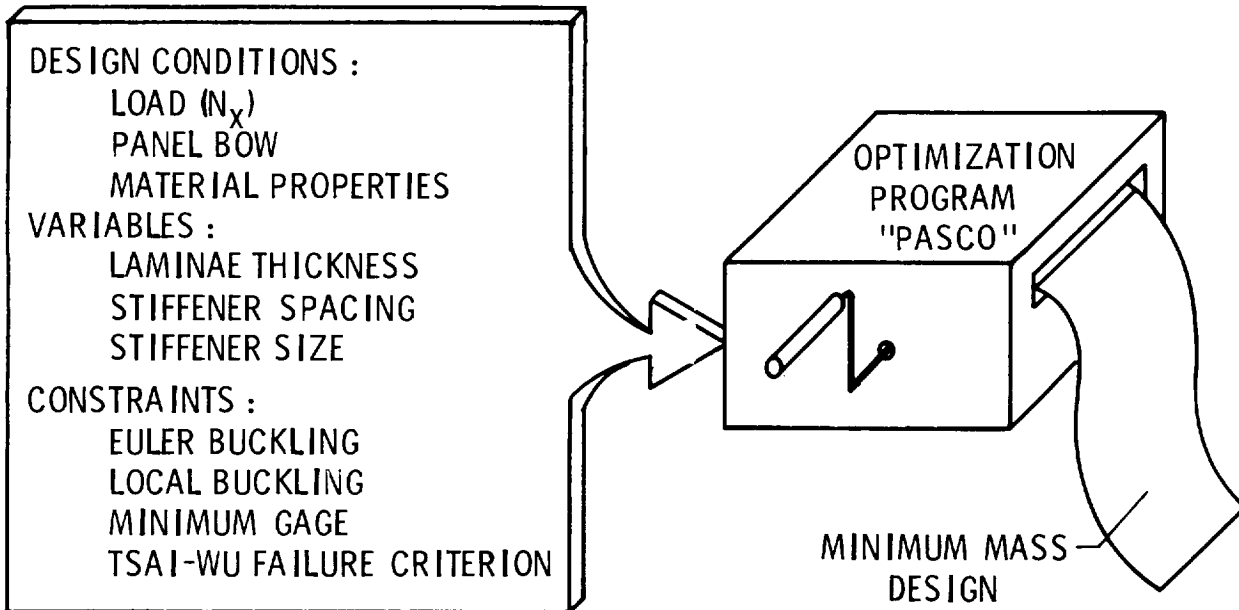 DESIGN CONDITIONS :
LOAD (Nx)
PANEL BOW
MATERIAL PROPERTIES
VARIABLES :
LAMINAE THICKNESS
STIFFENER SPACING
STIFFENER SIZE
CONSTRAINTS :
EULER BUCKLING
LOCAL BUCKLING
MINIMUM GAGE
TSAI-WU FAILURE CRITERION
OPTIMIZATION
PROGRAM
"PASCO"
MINIMUM MASS
DESIGN